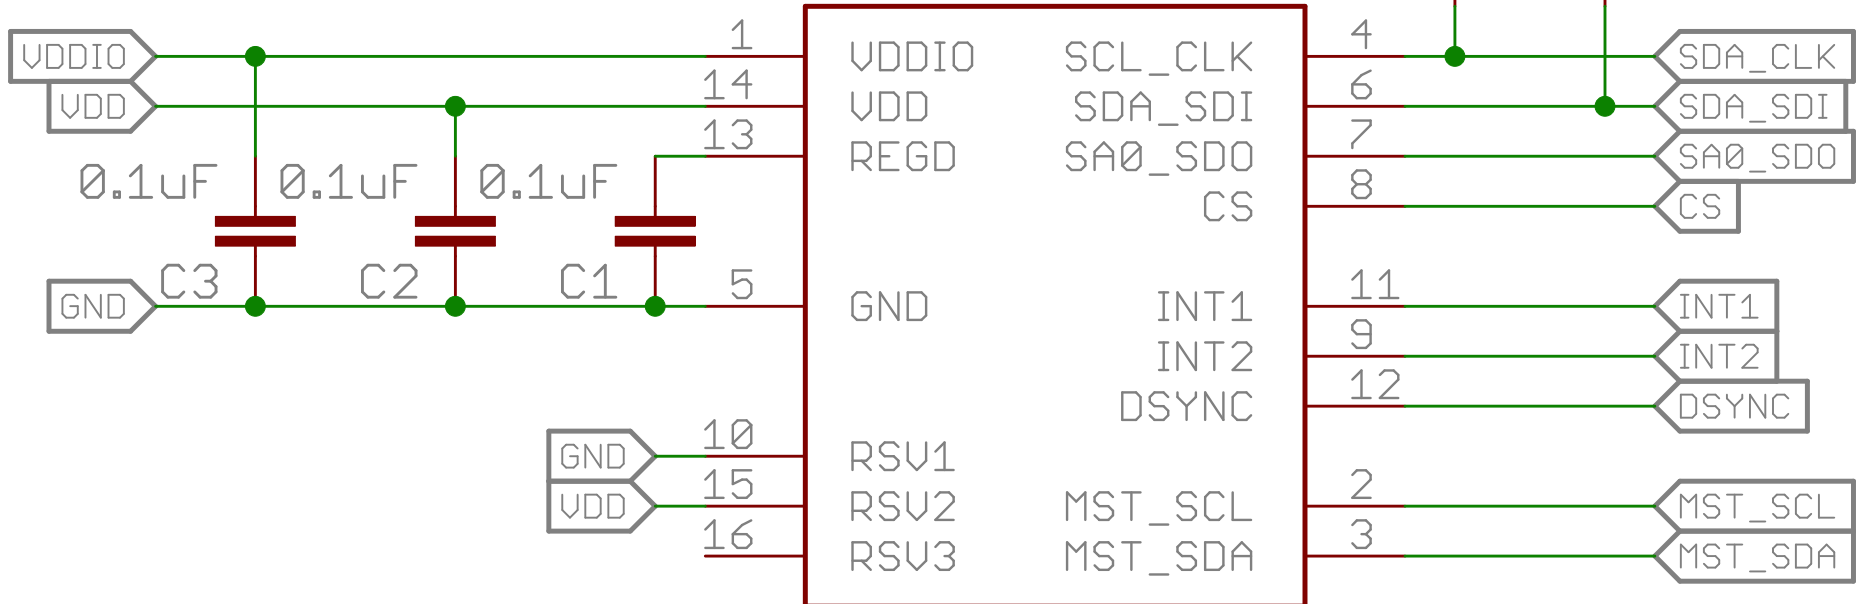 VDDIO 1 VDDIO SCL_CLK 4 SDA_CLK
VDD 14 VDD SDA_SDI 6 SDA_SDI
13 REGD SA0_SDO 7 SA0_SDO
0.1uF 0.1uF 0.1uF CS 8 CS
C3 C2 C1
GND 5 GND INT1 11 INT1
INT2 9 INT2
DSYNC 12 DSYNC
GND 10 RSV1
VDD 15 RSV2 MST_SCL 2 MST_SCL
16 RSV3 MST_SDA 3 MST_SDA